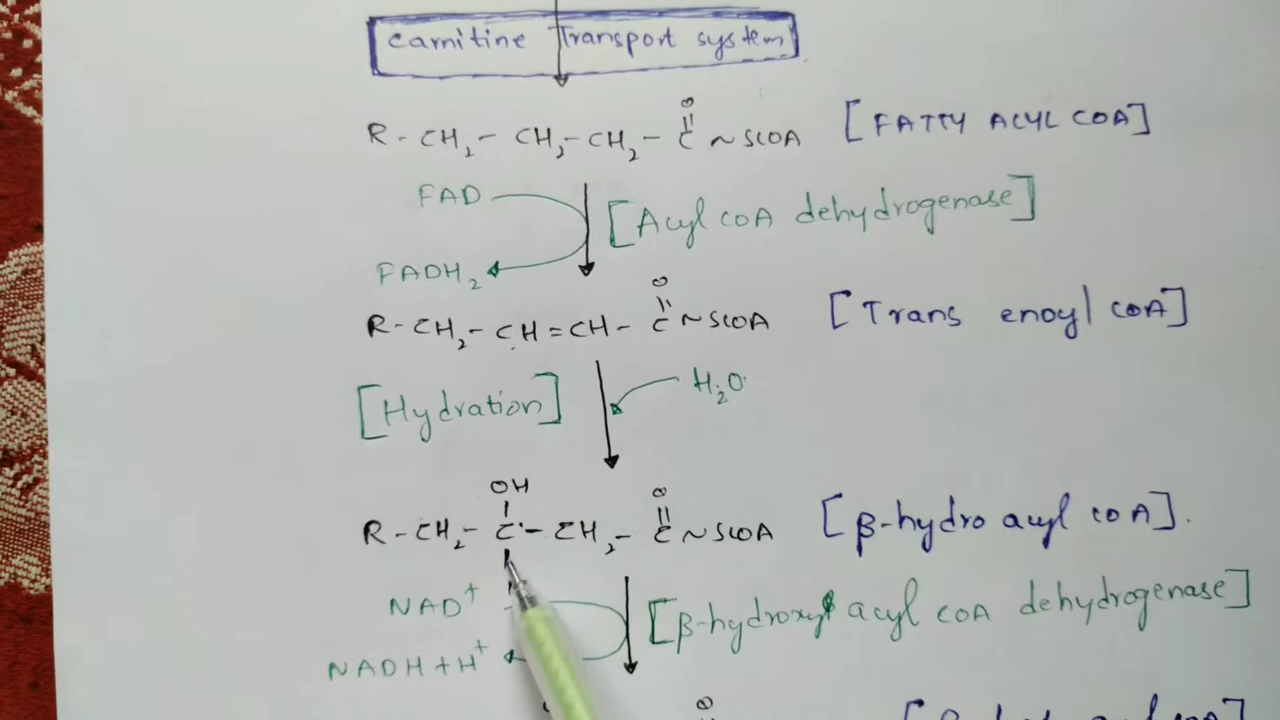 Carnitine Transport system
O
R-CH2-CH2-CH2-C~SCOA [FATTY ACYL COA]
FAD
[Acyl COA dehydrogenase]
FADH2
O
R-CH2-CH=CH-C~SCOA [Trans enoyl COA]
[Hydration] H2O
OH O
R-CH2-C-CH2-C~SCOA [β-hydro acyl COA].
NAD+ [β-hydroxy acyl COA dehydrogenase]
NADH+H+
O